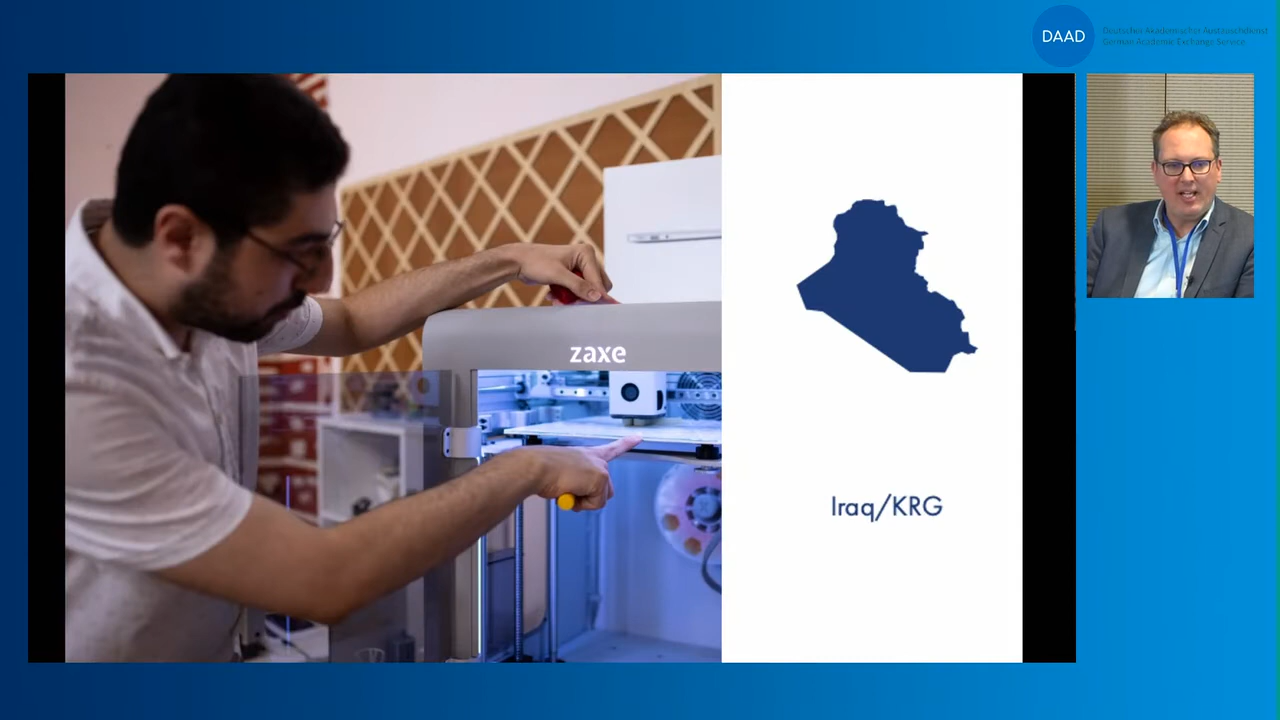 DAAD
Deutscher Akademischer Austauschdienst
German Academic Exchange Service
zaxe
Iraq/KRG